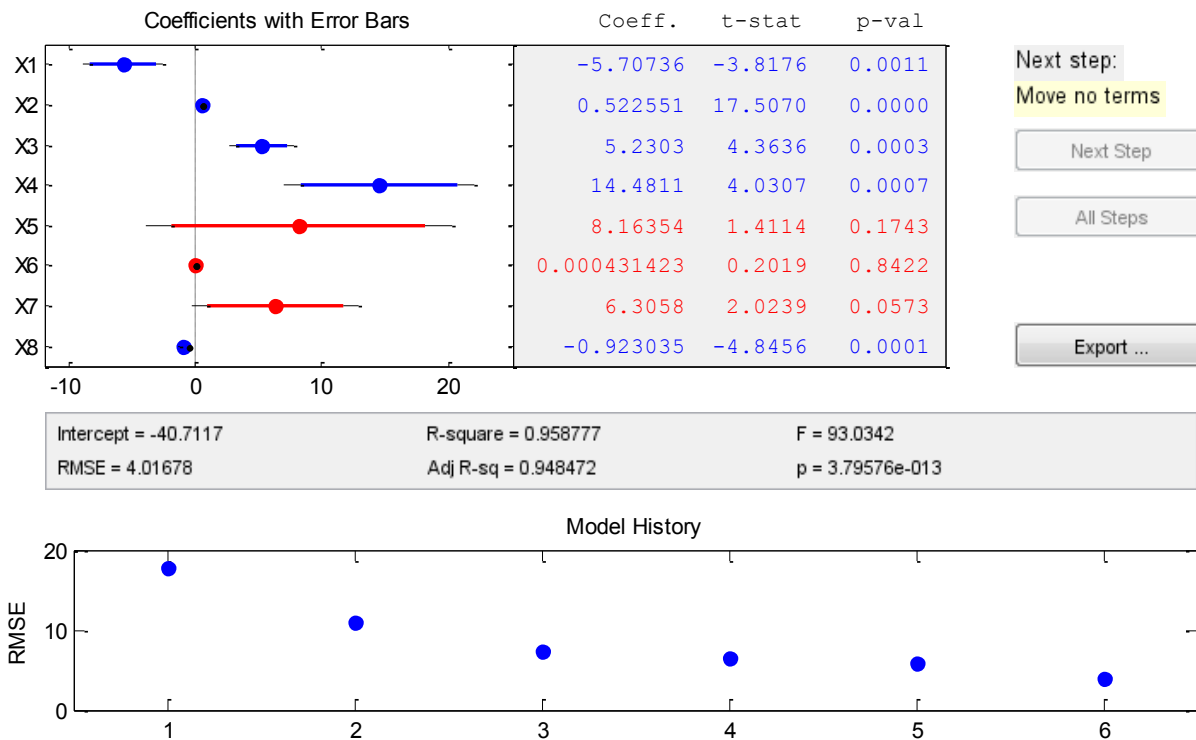 Coefficients with Error Bars Coeff. t-stat p-val
X1 -5.70736 -3.8176 0.0011
X2 0.522551 17.5070 0.0000
X3 5.2303 4.3636 0.0003
X4 14.4811 4.0307 0.0007
X5 8.16354 1.4114 0.1743
X6 0.000431423 0.2019 0.8422
X7 6.3058 2.0239 0.0573
X8 -0.923035 -4.8456 0.0001
-10 0 10 20
Next step:
Move no terms
Next Step
All Steps
Export ...
Intercept = -40.7117 R-square = 0.958777 F = 93.0342
RMSE = 4.01678 Adj R-sq = 0.948472 p = 3.79576e-013
Model History
RMSE
20
10
0
1 2 3 4 5 6